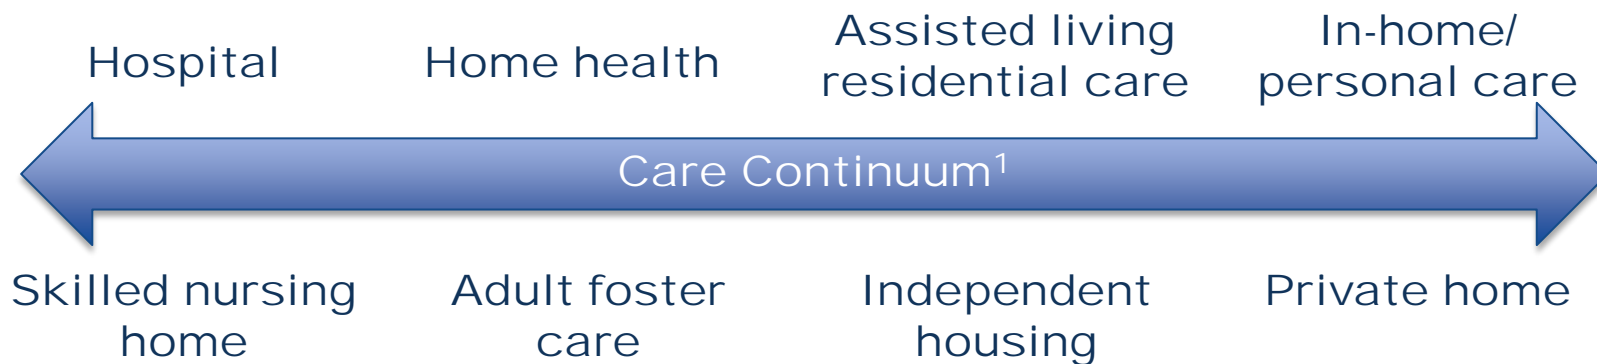 Hospital
Home health
Assisted living
residential care
In-home/
personal care
Care Continuum¹
Skilled nursing
home
Adult foster
care
Independent
housing
Private home